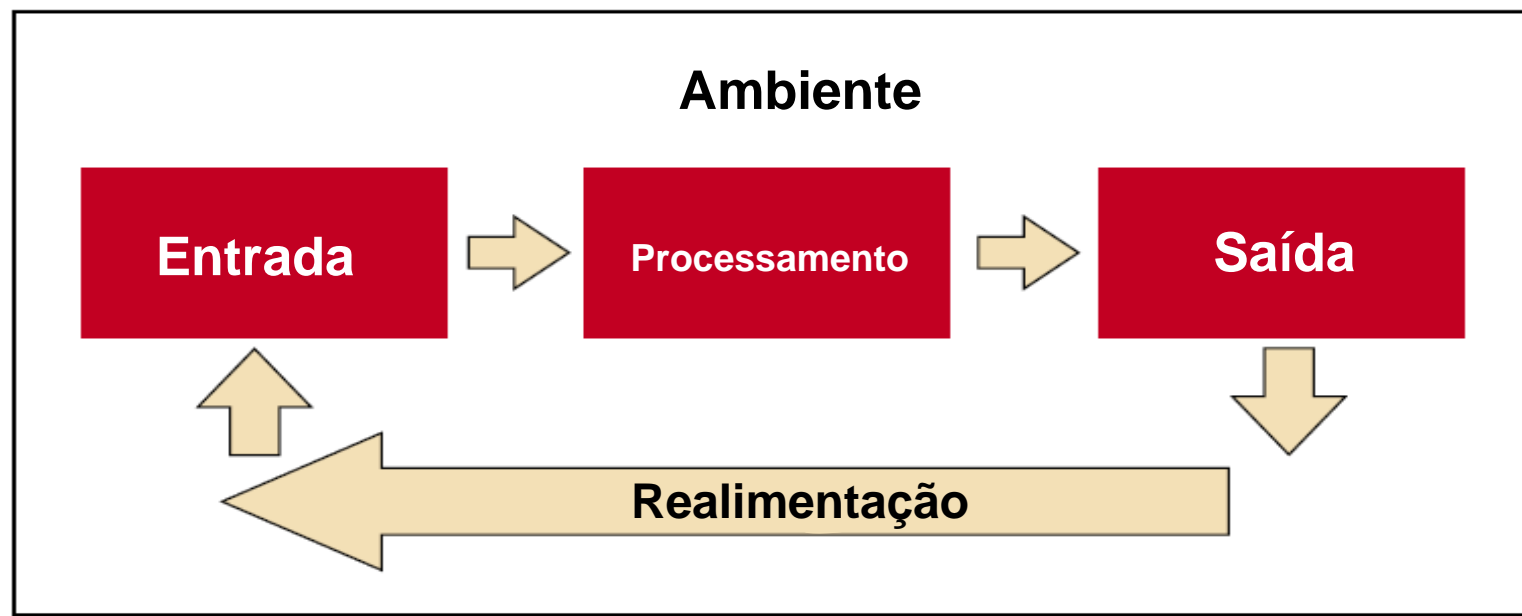 Ambiente
Entrada
Processamento
Saída
Realimentação